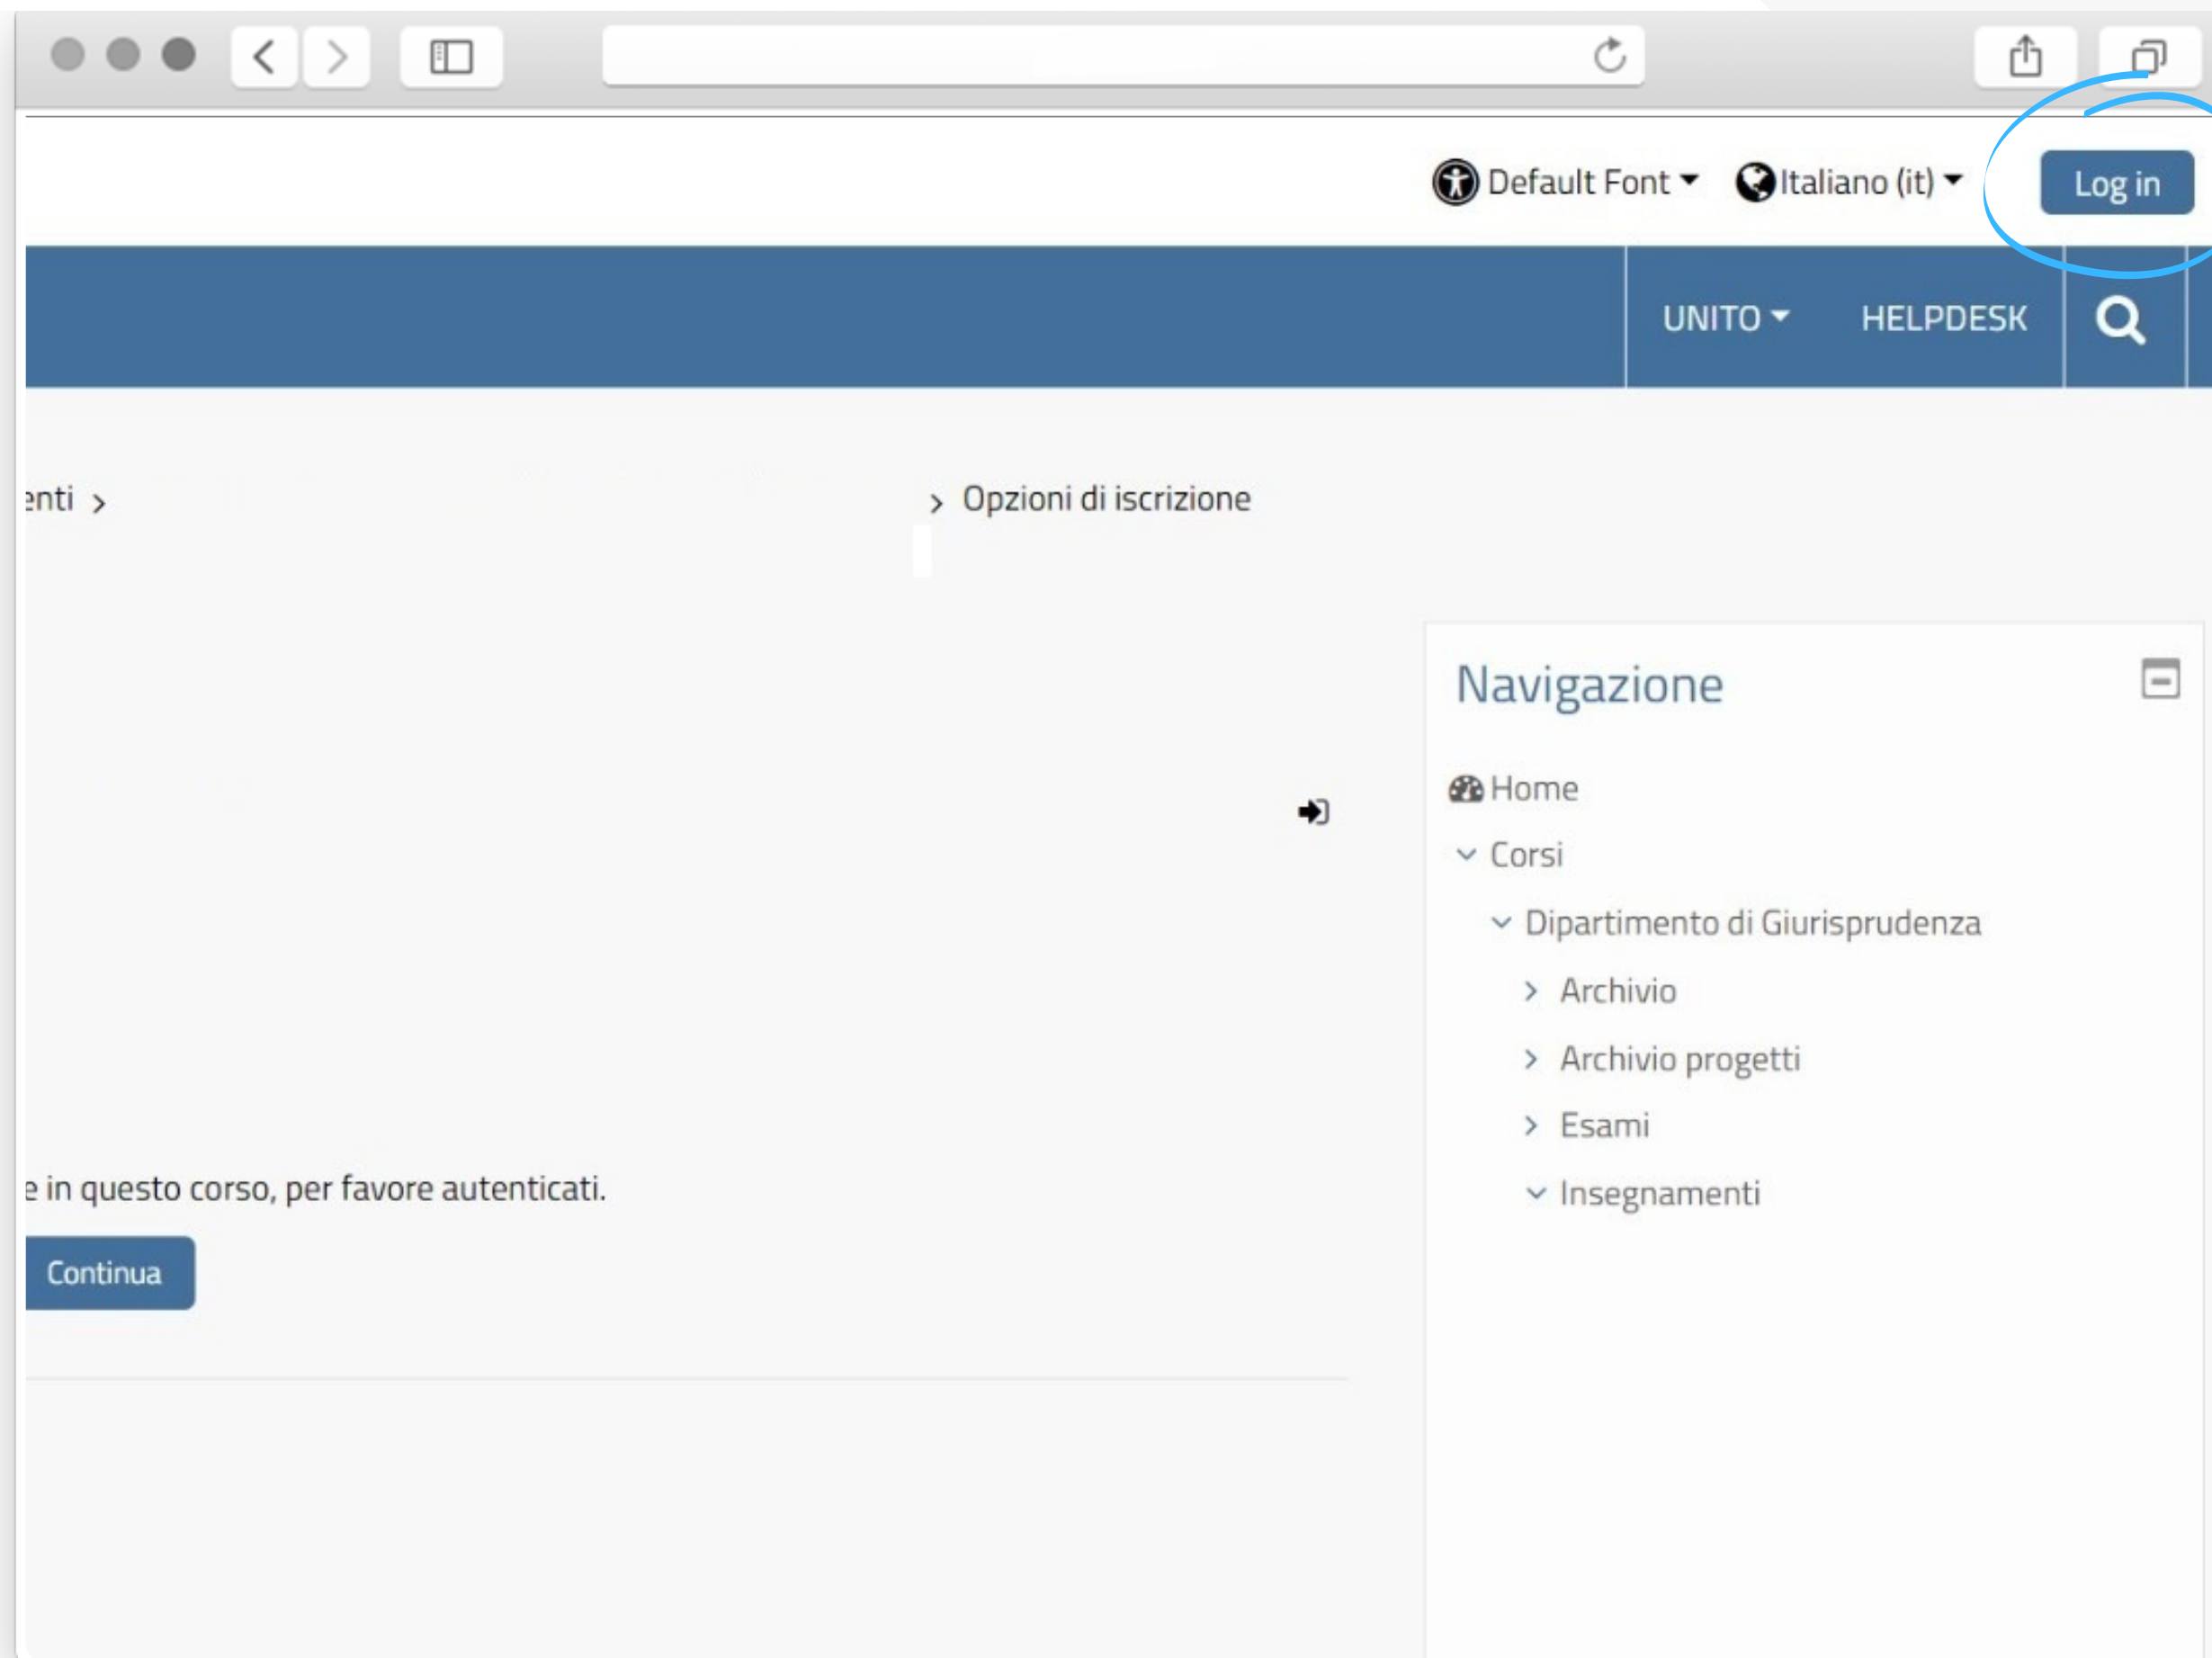 Default Font
Italiano (it)
Log in
UNITO
HELPDESK
enti >
> Opzioni di iscrizione
Navigazione
Home
Corsi
Dipartimento di Giurisprudenza
> Archivio
> Archivio progetti
> Esami
Insegnamenti
e in questo corso, per favore autenticati.
Continua